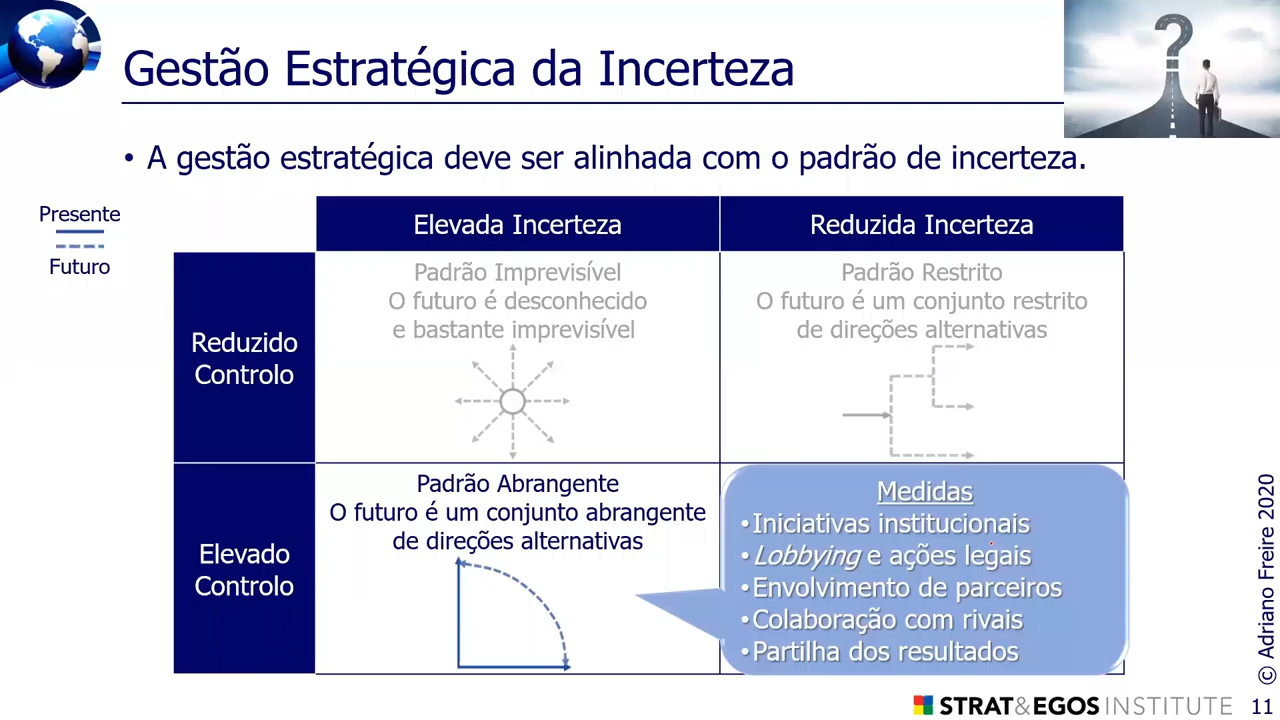 Gestão Estratégica da Incerteza
• A gestão estratégica deve ser alinhada com o padrão de incerteza.
Presente
Futuro
Elevada Incerteza
Reduzida Incerteza
Reduzido
Controlo
Padrão Imprevisível
O futuro é desconhecido
e bastante imprevisível
Padrão Restrito
O futuro é um conjunto restrito
de direções alternativas
Elevado
Controlo
Padrão Abrangente
O futuro é um conjunto abrangente
de direções alternativas
Medidas
•Iniciativas institucionais
•Lobbying e ações legais
•Envolvimento de parceiros
•Colaboração com rivais
•Partilha dos resultados
© Adriano Freire 2020
STRAT&EGOS INSTITUTE
11